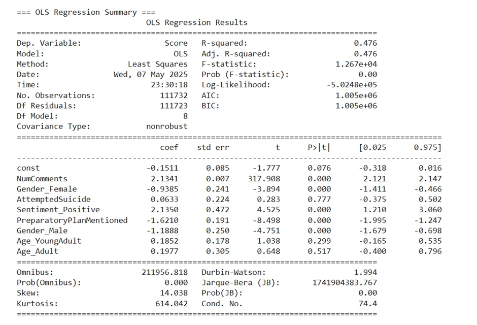 === OLS Regression Summary ===
OLS Regression Results
Dep. Variable: Score R-squared: 0.476
Model: OLS Adj. R-squared: 0.476
Method: Least Squares F-statistic: 1.267e+04
Date: Wed, 07 May 2025 Prob (F-statistic): 0.00
Time: 23:30:18 Log-Likelihood: -5.0248e+05
No. Observations: 111732 AIC: 1.005e+06
Df Residuals: 111723 BIC: 1.005e+06
Df Model: 8
Covariance Type: nonrobust
coef std err t P>|t| [0.025 0.975]
const -0.1511 0.085 -1.777 0.076 -0.318 0.016
NumComments 2.1341 0.007 317.908 0.000 2.121 2.147
Gender_Female -0.9385 0.241 -3.894 0.000 -1.411 -0.466
AttemptedSuicide 0.0633 0.224 0.283 0.777 -0.375 0.502
Sentiment_Positive 2.1350 0.472 4.525 0.000 1.210 3.060
PreparatoryPlanMentioned -1.6210 0.191 -8.498 0.000 -1.995 -1.247
Gender_Male -1.1888 0.250 -4.751 0.000 -1.679 -0.698
Age_YoungAdult 0.1852 0.178 1.038 0.299 -0.165 0.535
Age_Adult 0.1977 0.305 0.648 0.517 -0.400 0.796
Omnibus: 211956.818 Durbin-Watson: 1.994
Prob(Omnibus): 0.000 Jarque-Bera (JB): 1741904383.767
Skew: 14.038 Prob(JB): 0.00
Kurtosis: 614.042 Cond. No. 74.4